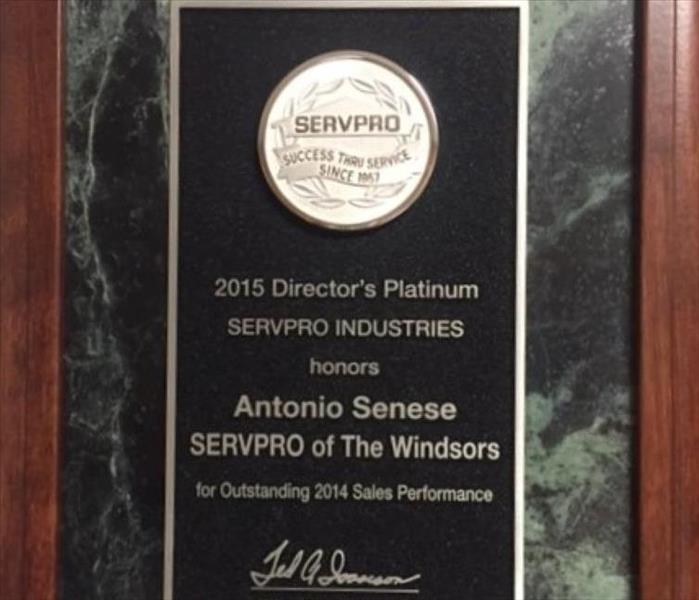 SERVPRO
SUCCESS THRU SERVICE
SINCE 1967
2015 Director's Platinum
SERVPRO INDUSTRIES
honors
Antonio Senese
SERVPRO of The Windsors
for Outstanding 2014 Sales Performance